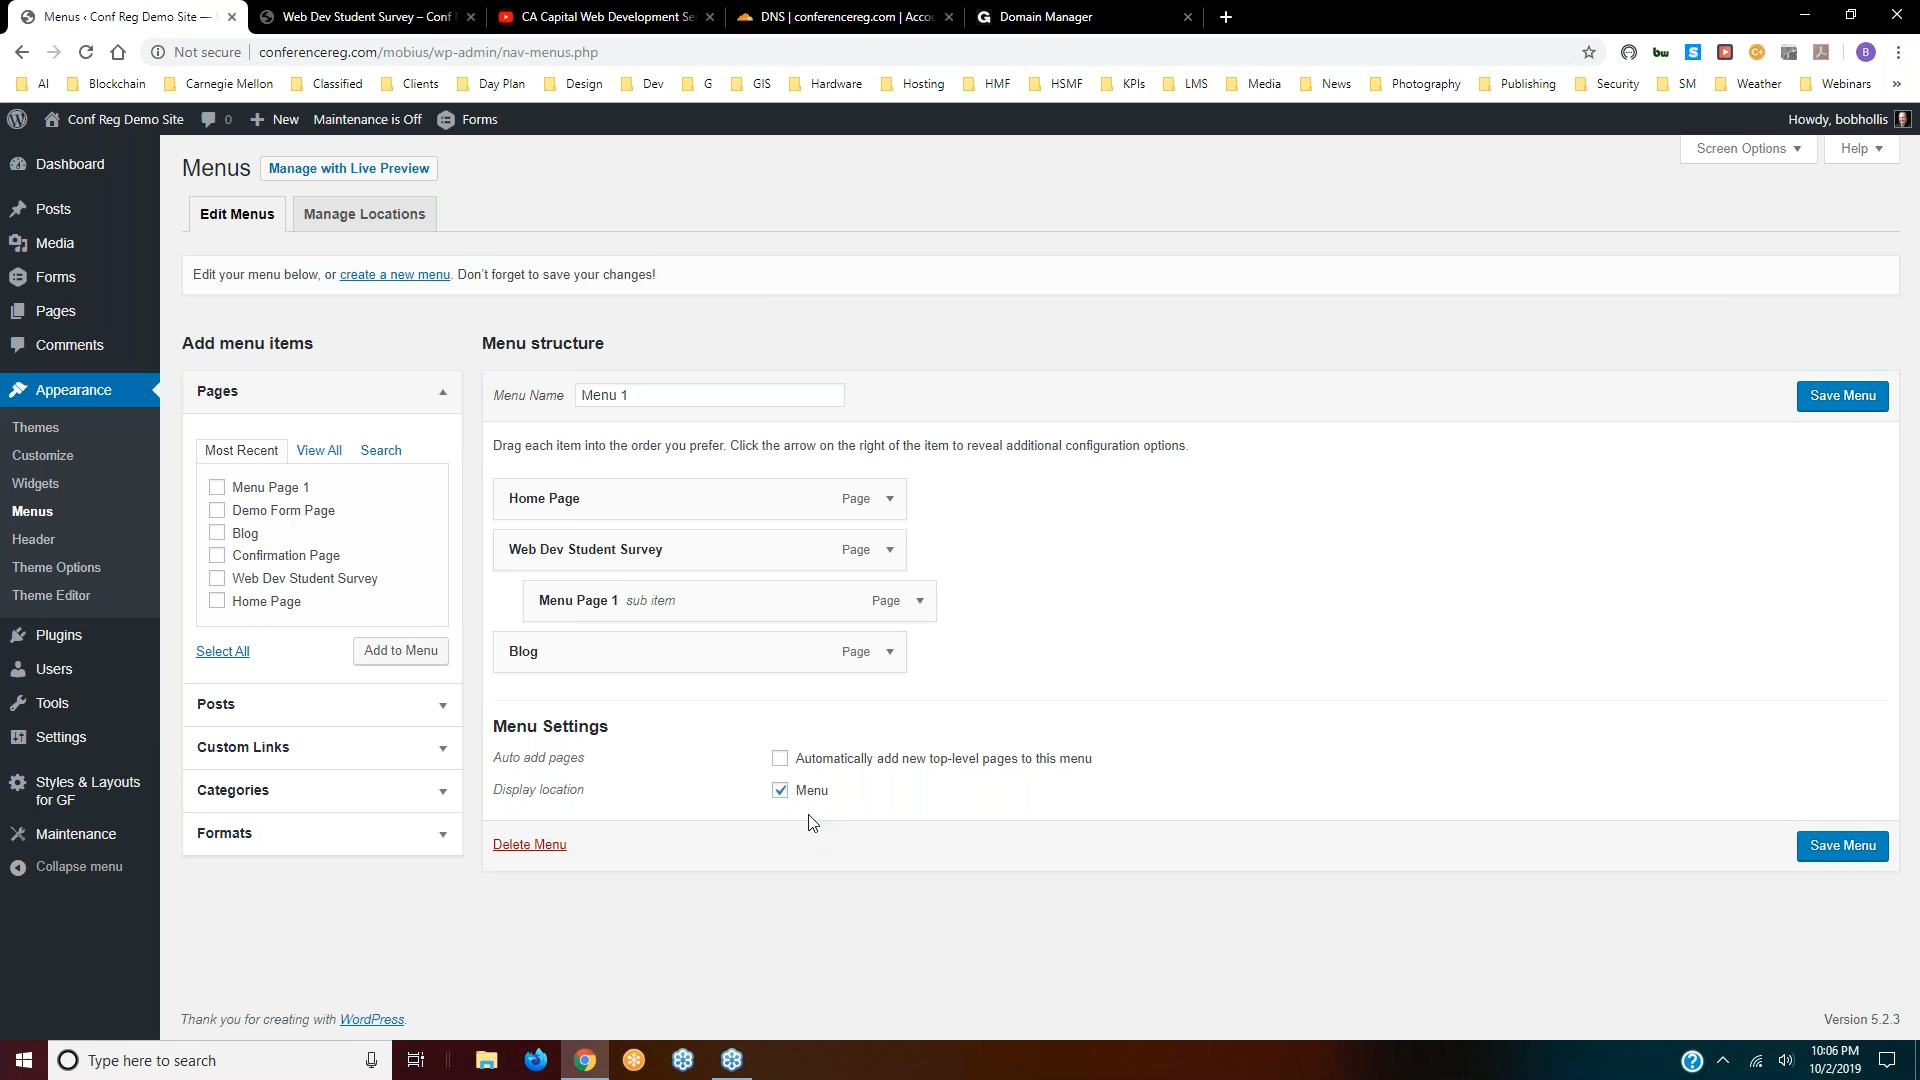 Menus ‹ Conf Reg Demo Site —
Web Dev Student Survey – Conf
CA Capital Web Development Se
DNS | conferencereg.com | Accou
Domain Manager
Not secure
conferencereg.com/mobius/wp-admin/nav-menus.php
AI
Blockchain
Carnegie Mellon
Classified
Clients
Day Plan
Design
Dev
G
GIS
Hardware
Hosting
HMF
HSMF
KPIs
LMS
Media
News
Photography
Publishing
Security
SM
Weather
Webinars
»
Conf Reg Demo Site
0
New
Maintenance is Off
Forms
Howdy, bobhollis
Dashboard
Posts
Media
Forms
Pages
Comments
Appearance
Themes
Customize
Widgets
Menus
Header
Theme Options
Theme Editor
Plugins
Users
Tools
Settings
Styles & Layouts
for GF
Maintenance
Collapse menu
Screen Options
Help
Menus
Manage with Live Preview
Edit Menus
Manage Locations
Edit your menu below, or create a new menu. Don't forget to save your changes!
Add menu items
Pages
Most Recent
View All
Search
Menu Page 1
Demo Form Page
Blog
Confirmation Page
Web Dev Student Survey
Home Page
Select All
Add to Menu
Posts
Custom Links
Categories
Formats
Menu structure
Menu Name
Menu 1
Save Menu
Drag each item into the order you prefer. Click the arrow on the right of the item to reveal additional configuration options.
Home Page
Page
Web Dev Student Survey
Page
Menu Page 1 sub item
Page
Blog
Page
Menu Settings
Auto add pages
Automatically add new top-level pages to this menu
Display location
Menu
Delete Menu
Save Menu
Thank you for creating with WordPress.
Version 5.2.3
Type here to search
10:06 PM
10/2/2019